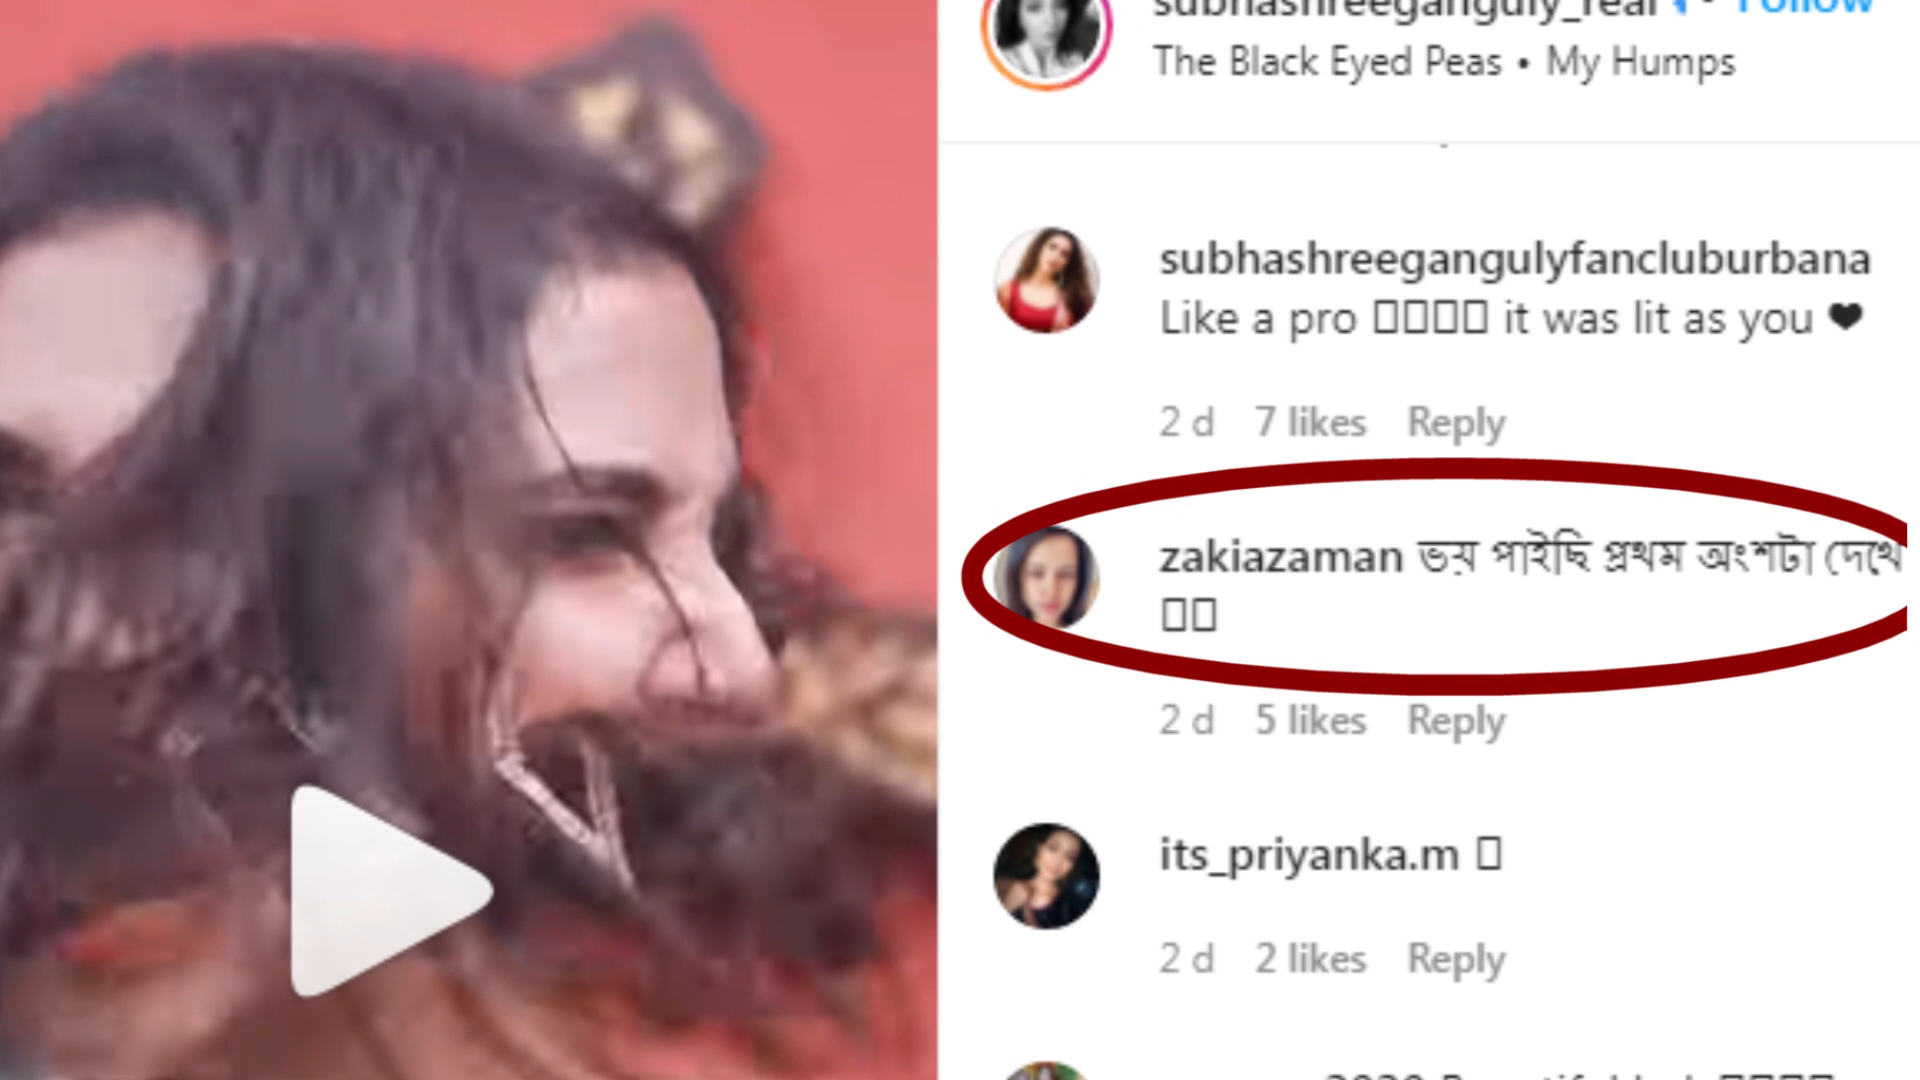 subhashreeganguly_real • Follow
The Black Eyed Peas • My Humps
subhashreegangulyfancluburbana
Like a pro □□□□ it was lit as you ❤
2 d 7 likes Reply
zakiazaman ভয় পাইছি প্রথম অংশটা দেখে
□□
2 d 5 likes Reply
its_priyanka.m □
2 d 2 likes Reply